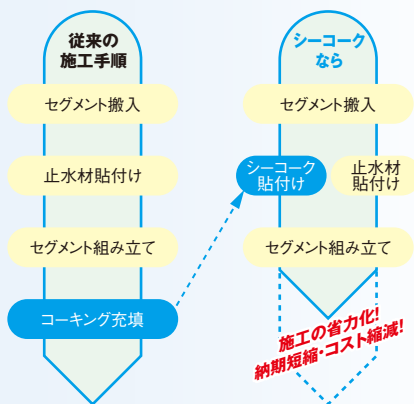 従来の
施工手順
セグメント搬入
止水材貼付け
セグメント組み立て
コーキング充填
シーコーク
なら
セグメント搬入
シーコーク
貼付け
止水材
貼付け
セグメント組み立て
施工の省力化!
納期短縮・コスト縮減!